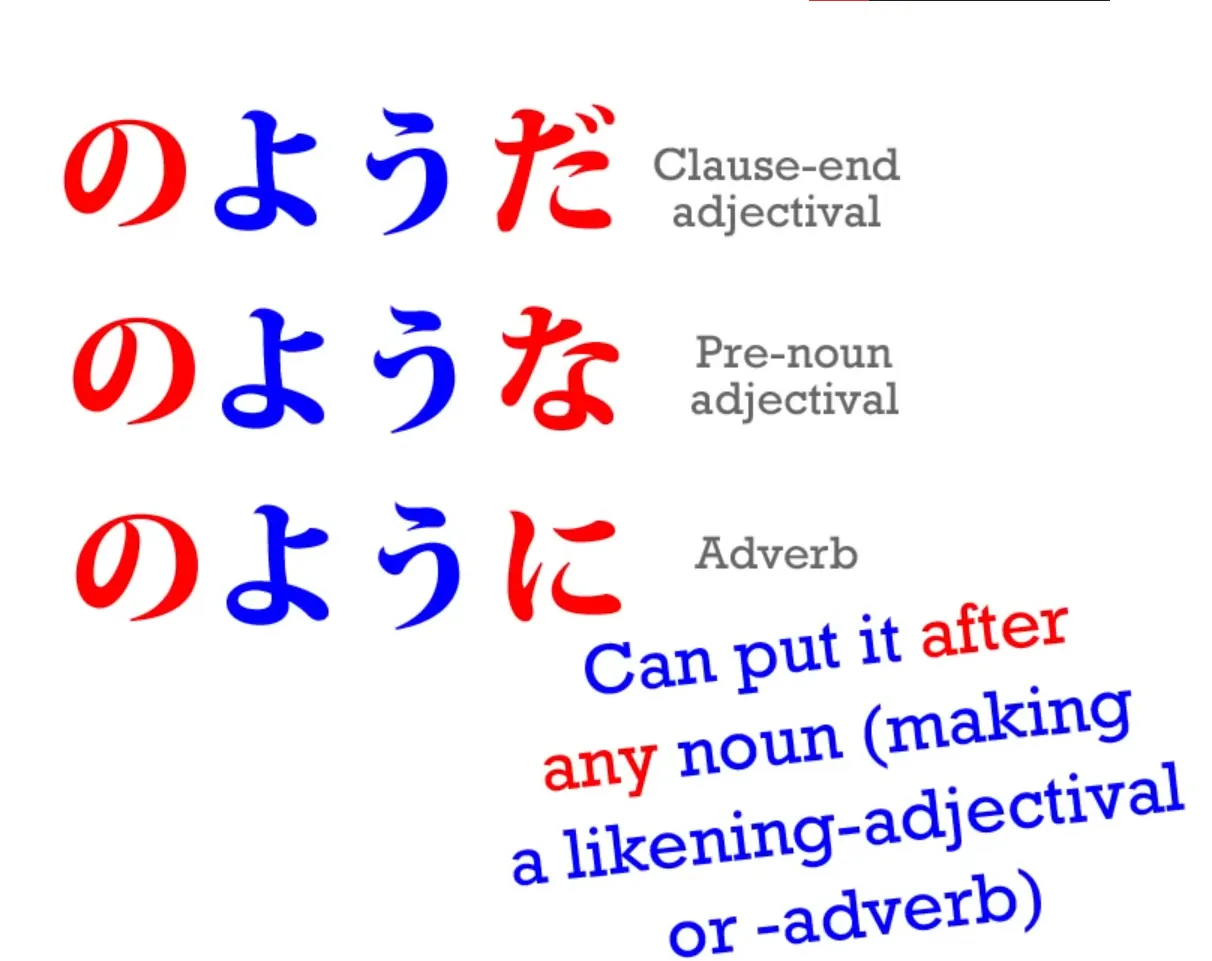 のようだ
Clause-end
adjectival
のような
Pre-noun
adjectival
のように
Adverb
Can put it after
any noun (making
a likening-adjectival
or -adverb)